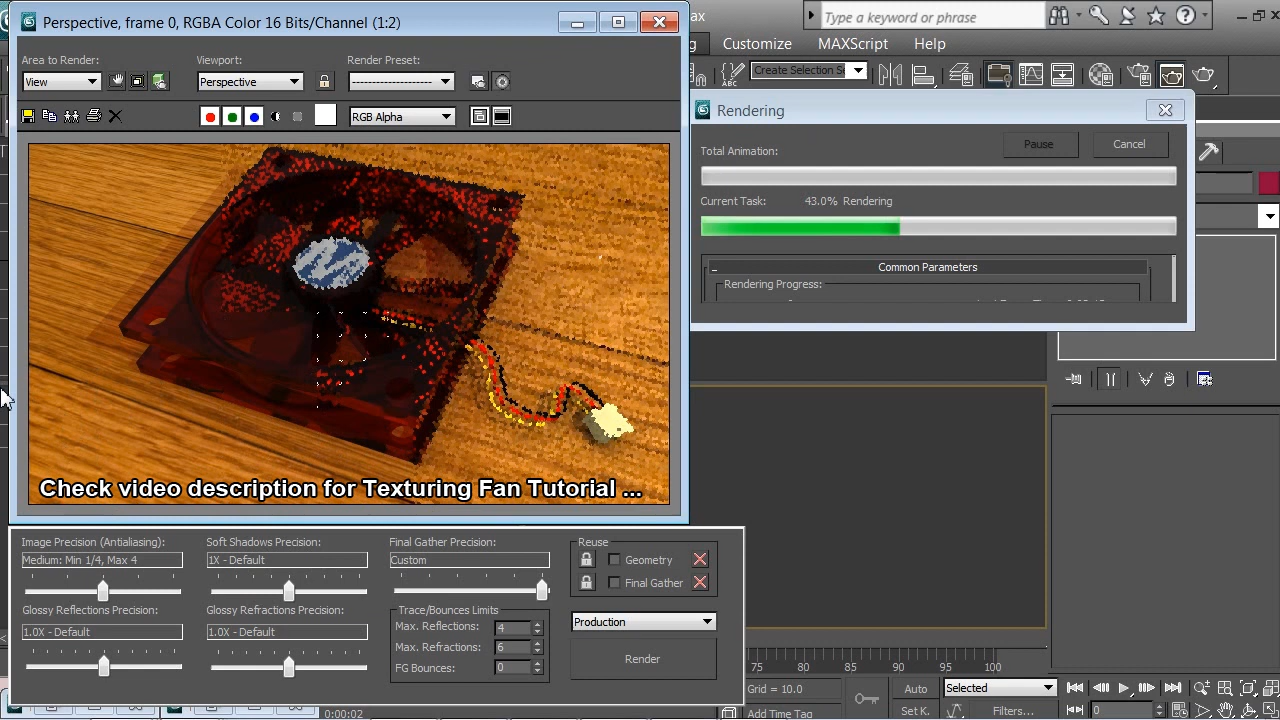 Perspective, frame 0, RGBA Color 16 Bits/Channel (1:2)
Area to Render:
Viewport:
Render Preset:
View
Perspective
RGB Alpha
Check video description for Texturing Fan Tutorial ...
ax
Type a keyword or phrase
g
Customize
MAXScript
Help
ABC
Create Selection Se
Rendering
Total Animation:
Pause
Cancel
Current Task:
43.0% Rendering
Common Parameters
Rendering Progress:
Image Precision (Antialiasing):
Soft Shadows Precision:
Final Gather Precision:
Reuse
Medium: Min 1/4, Max 4
1X - Default
Custom
Geometry
Final Gather
Glossy Reflections Precision:
Glossy Refractions Precision:
Trace/Bounces Limits
1.0X - Default
1.0X - Default
Max. Reflections:
4
Max. Refractions:
6
FG Bounces:
0
Production
Render
75 80 85 90 95 100
Grid = 10.0
Auto
Selected
0:00:02
Add Time Tag
Set K.
Filters...
0